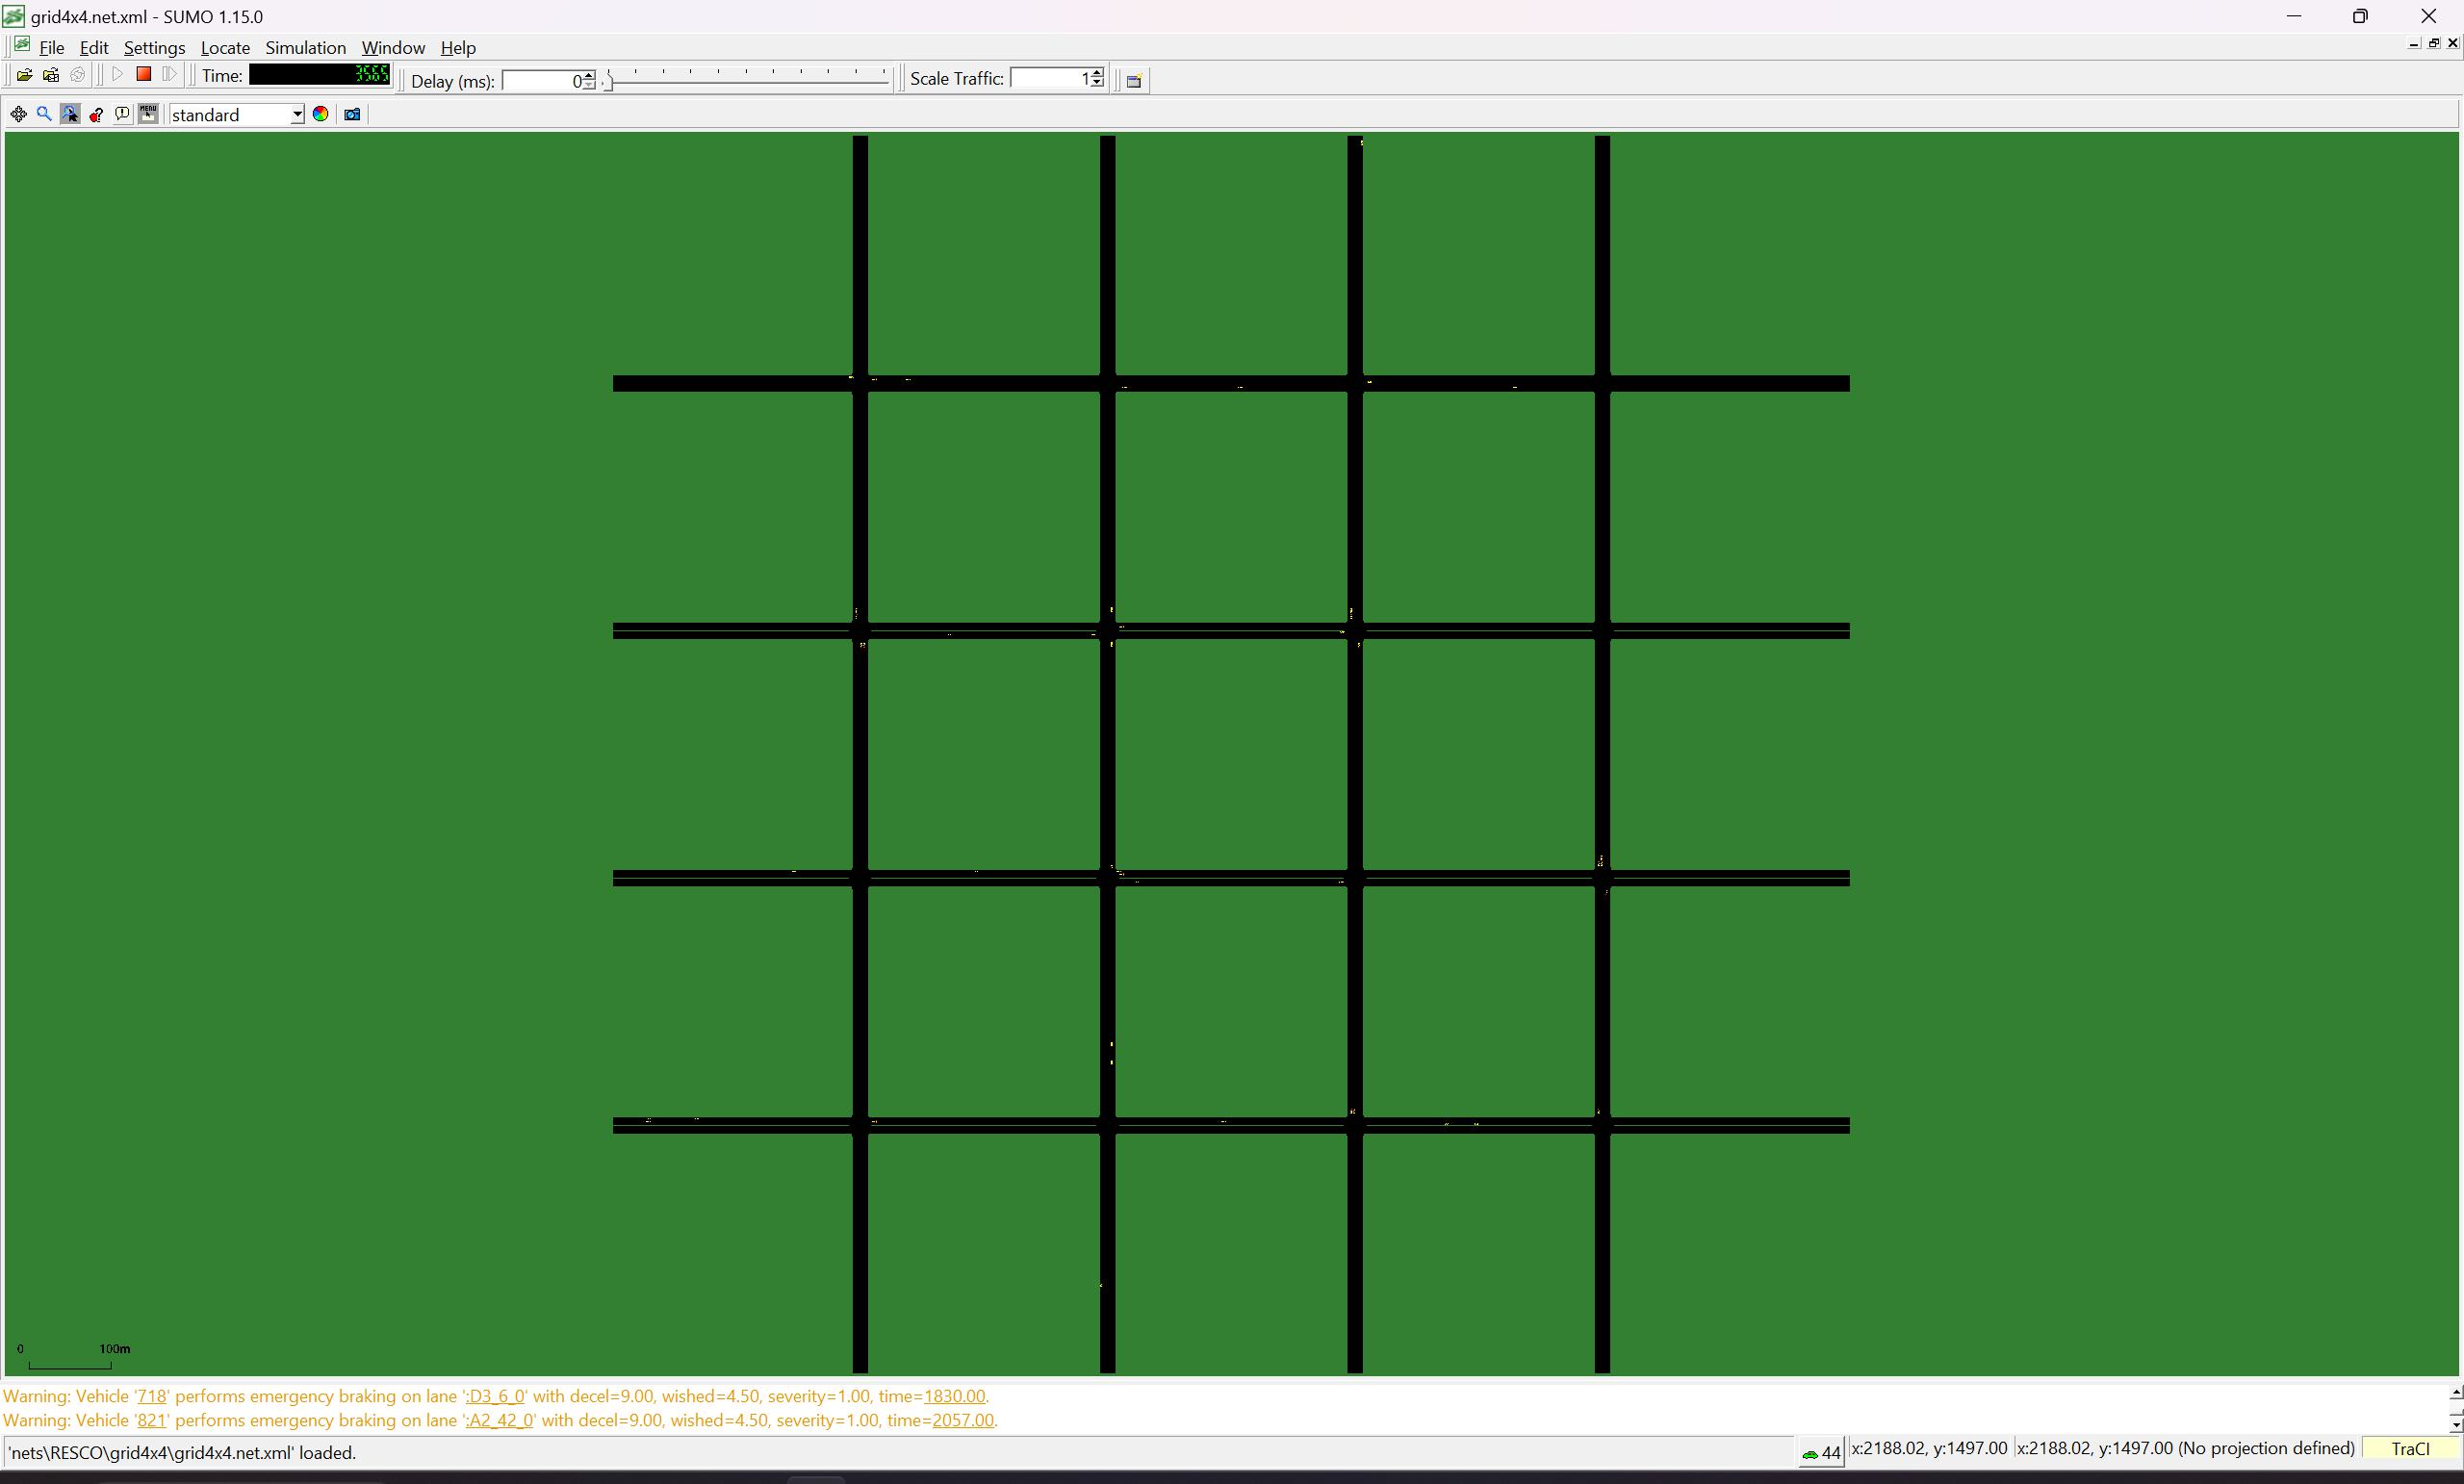 grid4x4.net.xml - SUMO 1.15.0
File Edit Settings Locate Simulation Window Help
Time: 3565 Delay (ms): 0 Scale Traffic: 1
MENU standard
0 100m
Warning: Vehicle '718' performs emergency braking on lane ':D3_6_0' with decel=9.00, wished=4.50, severity=1.00, time=1830.00.
Warning: Vehicle '821' performs emergency braking on lane ':A2_42_0' with decel=9.00, wished=4.50, severity=1.00, time=2057.00.
'nets\RESCO\grid4x4\grid4x4.net.xml' loaded. 44 x:2188.02, y:1497.00 x:2188.02, y:1497.00 (No projection defined) TraCI